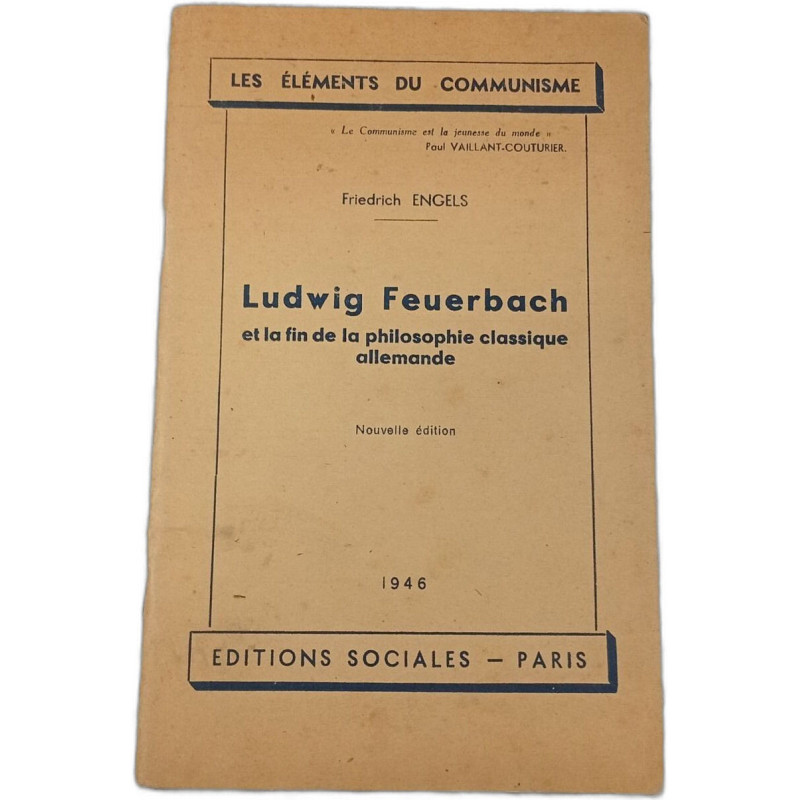 LES ÉLÉMENTS DU COMMUNISME
« Le Communisme est la jeunesse du monde »
Paul VAILLANT-COUTURIER.
Friedrich ENGELS
Ludwig Feuerbach
et la fin de la philosophie classique
allemande
Nouvelle édition
1946
EDITIONS SOCIALES — PARIS